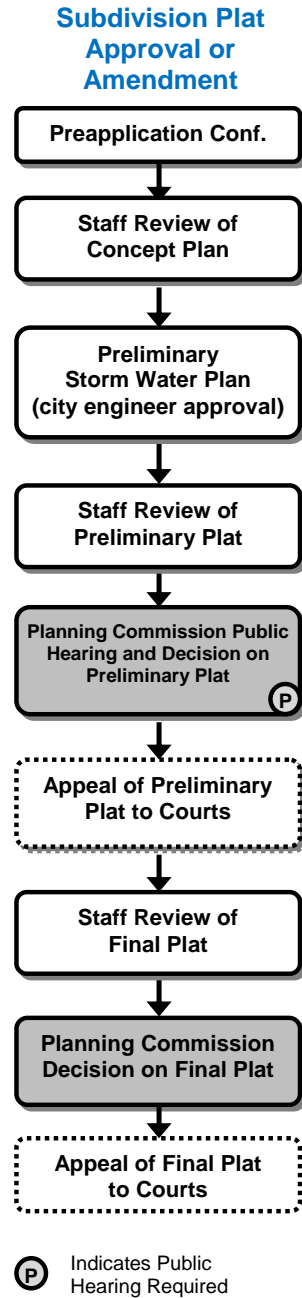 Subdivision Plat
Approval or
Amendment
Preapplication Conf.
Staff Review of
Concept Plan
Preliminary
Storm Water Plan
(city engineer approval)
Staff Review of
Preliminary Plat
Planning Commission Public
Hearing and Decision on
Preliminary Plat
P
Appeal of Preliminary
Plat to Courts
Staff Review of
Final Plat
Planning Commission
Decision on Final Plat
Appeal of Final Plat
to Courts
P
Indicates Public
Hearing Required